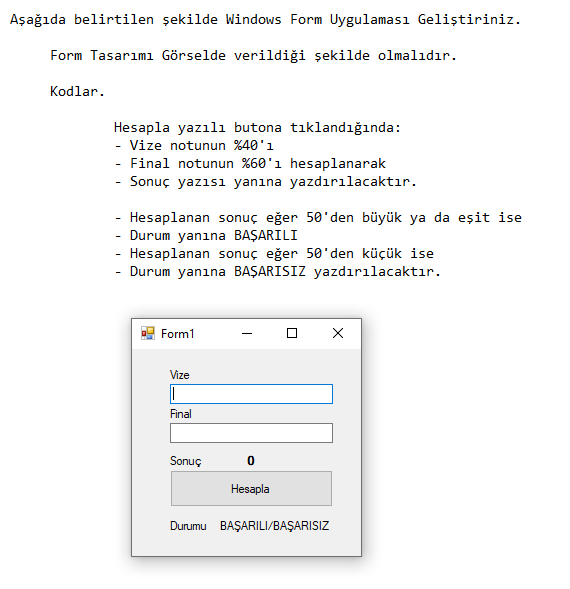 Aşağıda belirtilen şekilde Windows Form Uygulaması Geliştiriniz.
Form Tasarımı Görselde verildiği şekilde olmalıdır.
Kodlar.
Hesapla yazılı butona tıklandığında:
- Vize notunun %40'ı
- Final notunun %60'ı hesaplanarak
- Sonuç yazısı yanına yazdırılacaktır.
- Hesaplanan sonuç eğer 50'den büyük ya da eşit ise
- Durum yanına BAŞARILI
- Hesaplanan sonuç eğer 50'den küçük ise
- Durum yanına BAŞARISIZ yazdırılacaktır.
Form1
Vize
Final
Sonuç 0
Hesapla
Durumu BAŞARILI/BAŞARISIZ